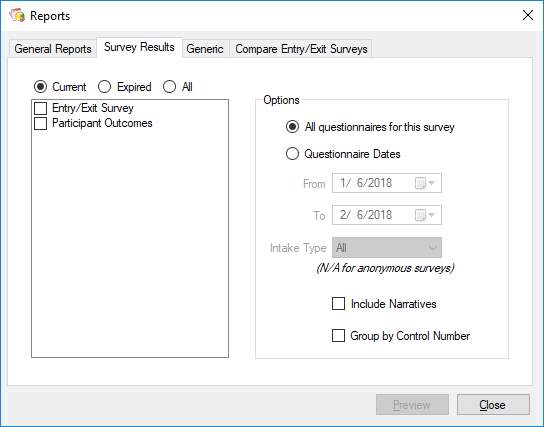 Reports
General Reports Survey Results Generic Compare Entry/Exit Surveys
Current Expired All
Entry/Exit Survey
Participant Outcomes
Options
All questionnaires for this survey
Questionnaire Dates
From 1/ 6/2018
To 2/ 6/2018
Intake Type All
(N/A for anonymous surveys)
Include Narratives
Group by Control Number
Preview Close